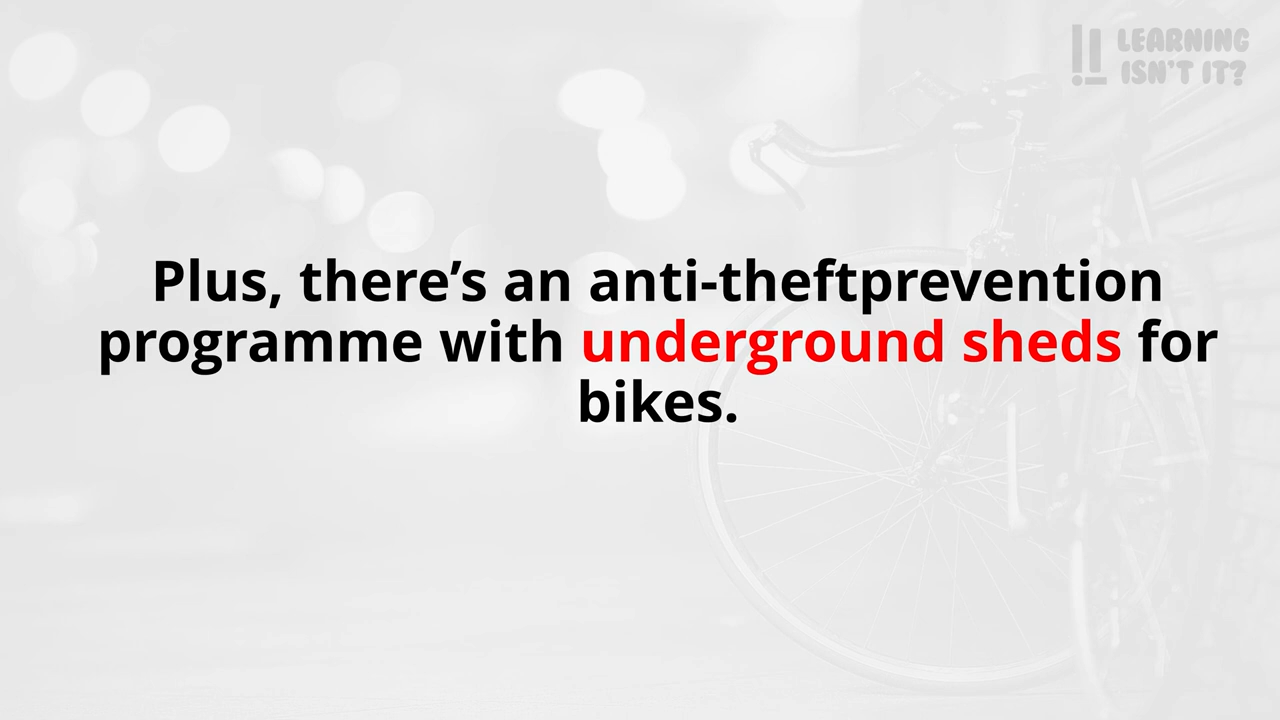 LEARNING
ISN'T IT?
Plus, there’s an anti-theftprevention
programme with underground sheds for
bikes.